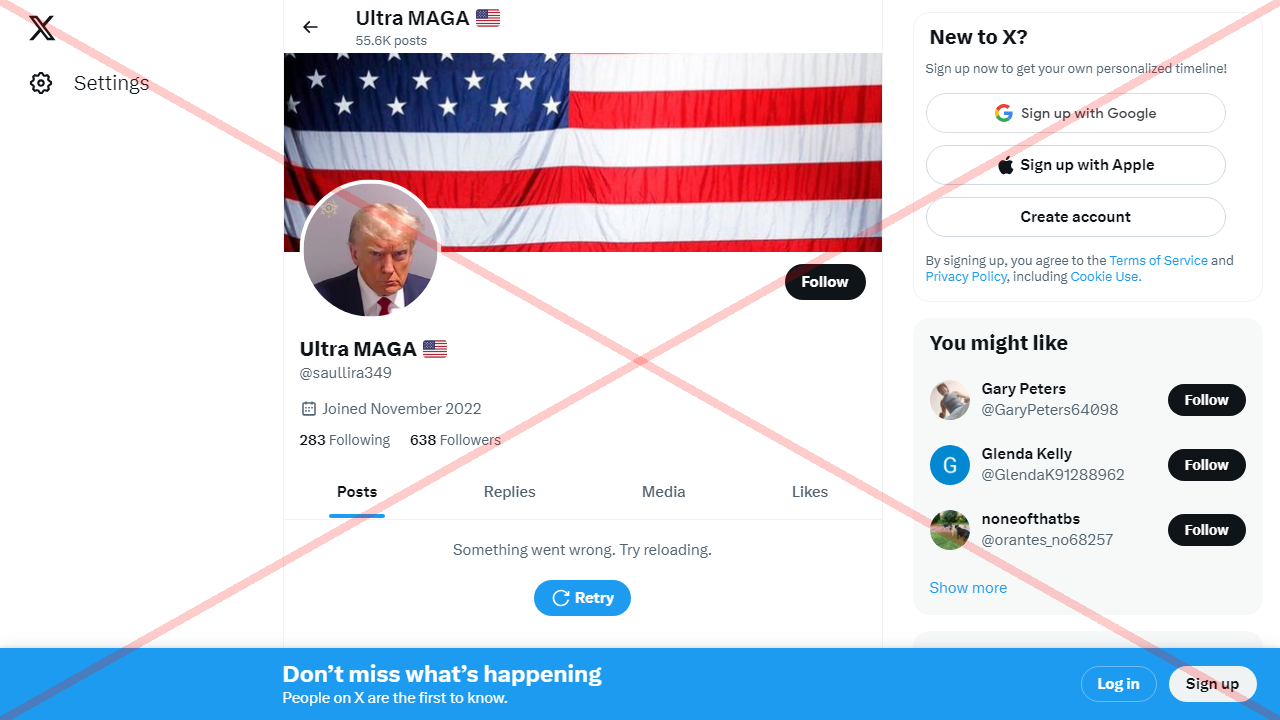 Settings
Ultra MAGA
55.6K posts
Follow
Ultra MAGA
@saullira349
Joined November 2022
283 Following 638 Followers
Posts Replies Media Likes
Something went wrong. Try reloading.
Retry
New to X?
Sign up now to get your own personalized timeline!
Sign up with Google
Sign up with Apple
Create account
By signing up, you agree to the Terms of Service and
Privacy Policy, including Cookie Use.
You might like
Gary Peters
@GaryPeters64098
Follow
G
Glenda Kelly
@GlendaK91288962
Follow
noneofthatbs
@orantes_no68257
Follow
Show more
Don’t miss what’s happening
People on X are the first to know.
Log in
Sign up